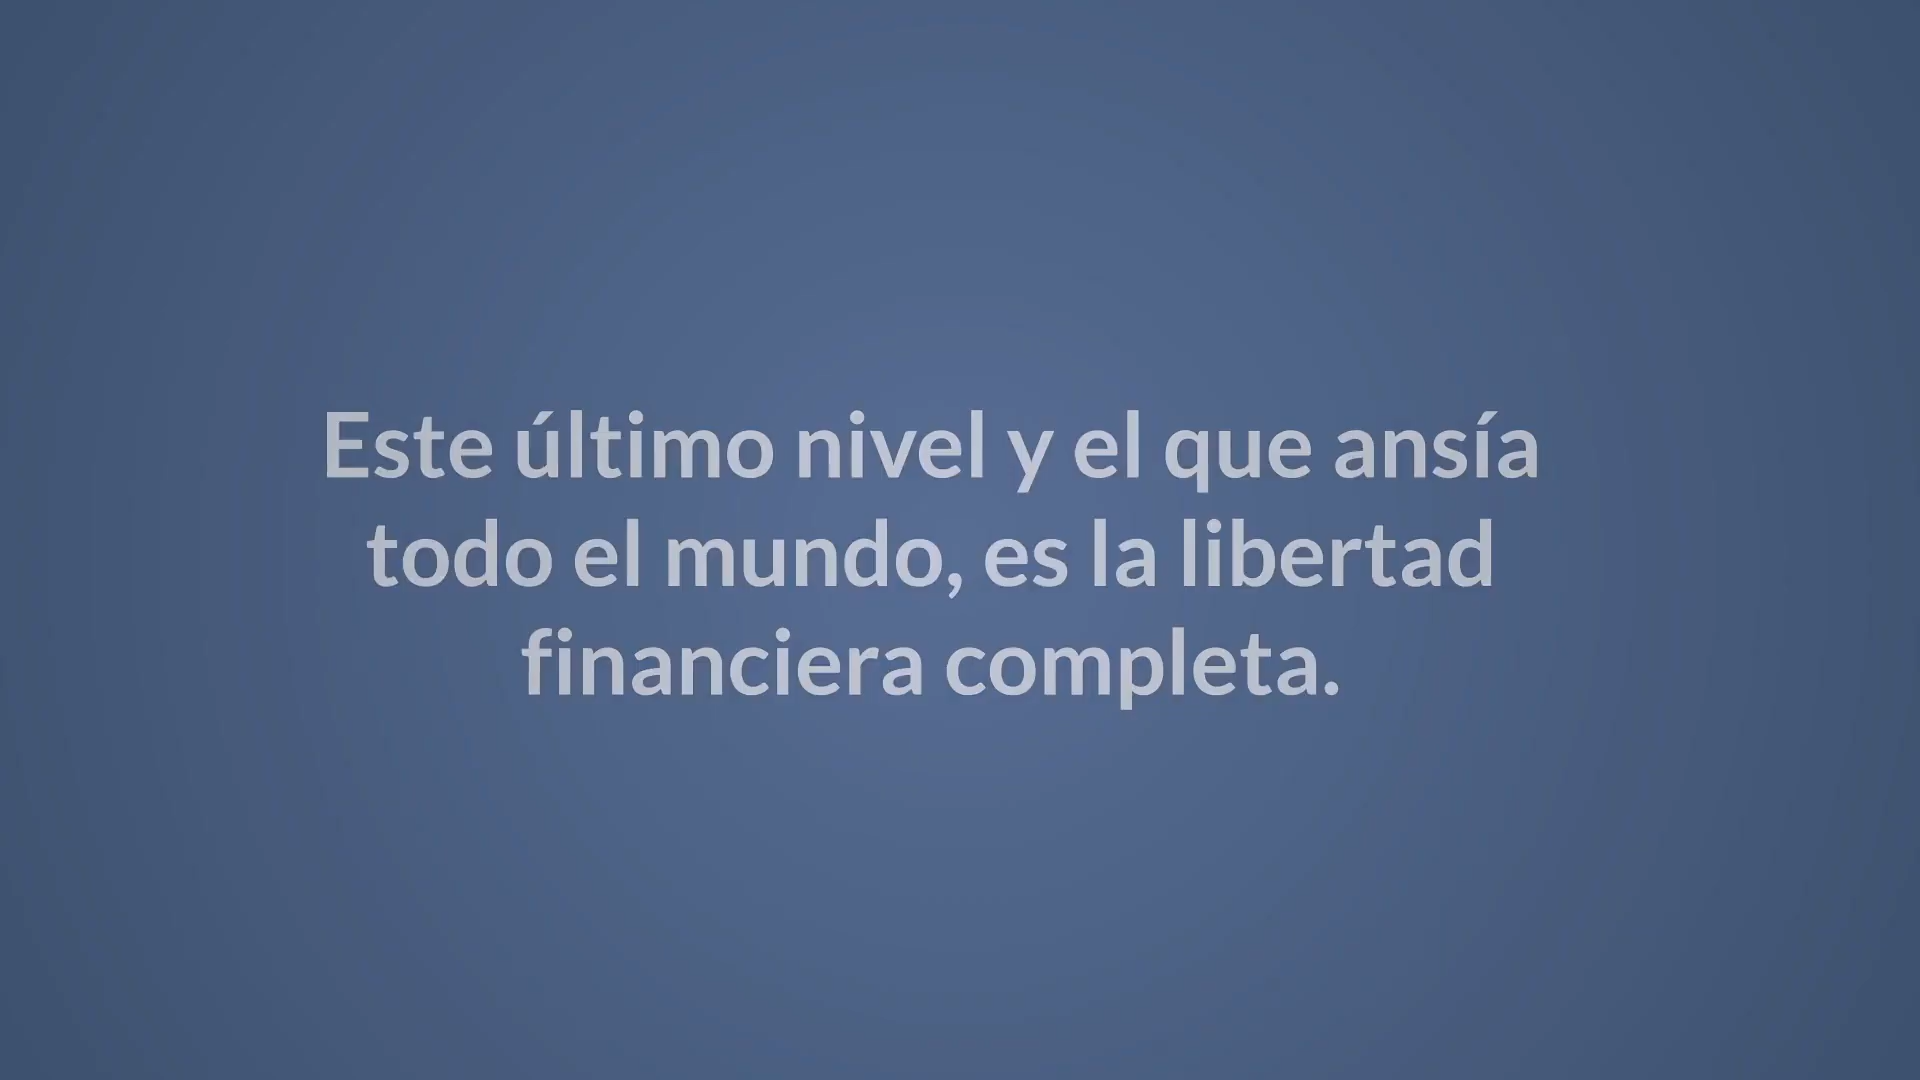 Este último nivel y el que ansía
todo el mundo, es la libertad
financiera completa.